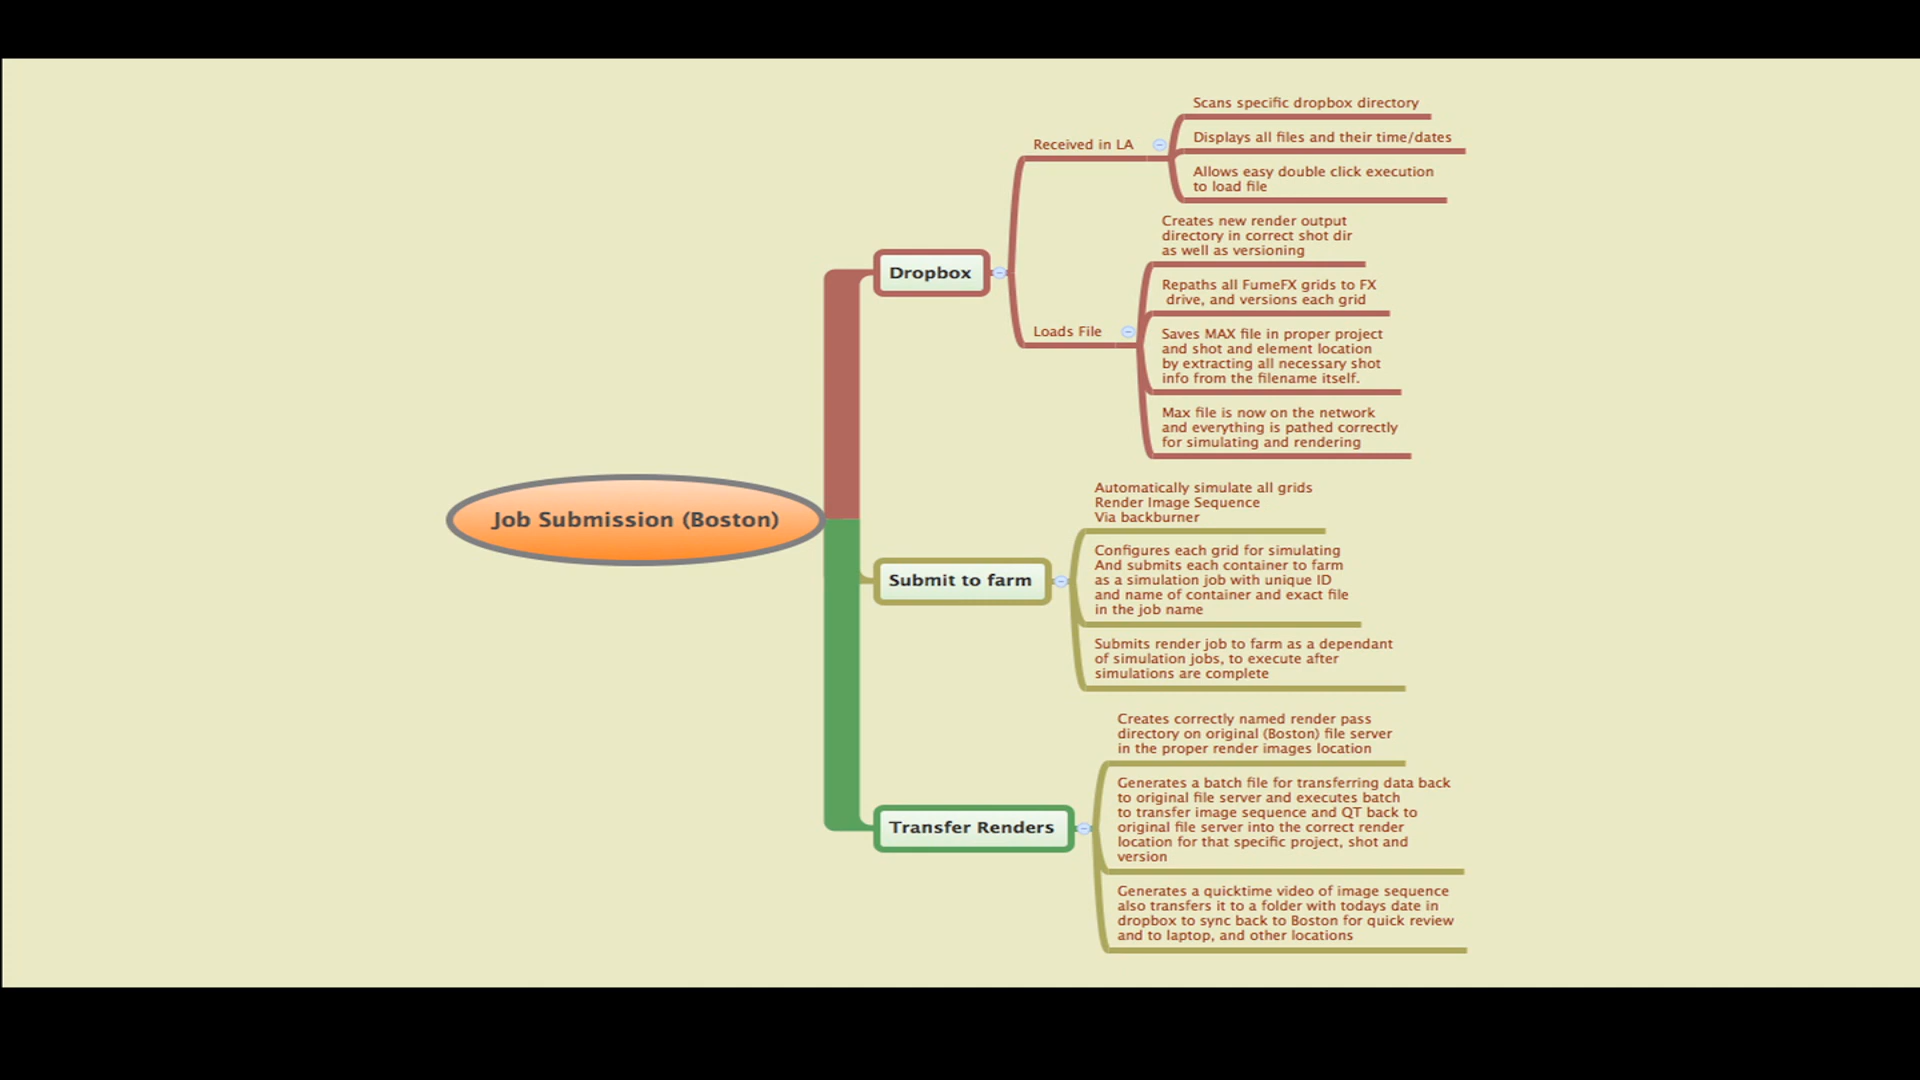 Job Submission (Boston)
Dropbox
Received in LA
Scans specific dropbox directory
Displays all files and their time/dates
Allows easy double click execution
to load file
Loads File
Creates new render output
directory in correct shot dir
as well as versioning
Repaths all FumeFX grids to FX
drive, and versions each grid
Saves MAX file in proper project
and shot and element location
by extracting all necessary shot
info from the filename itself.
Max file is now on the network
and everything is pathed correctly
for simulating and rendering
Submit to farm
Automatically simulate all grids
Render Image Sequence
Via backburner
Configures each grid for simulating
And submits each container to farm
as a simulation job with unique ID
and name of container and exact file
in the job name
Submits render job to farm as a dependant
of simulation jobs, to execute after
simulations are complete
Transfer Renders
Creates correctly named render pass
directory on original (Boston) file server
in the proper render images location
Generates a batch file for transferring data back
to original file server and executes batch
to transfer image sequence and QT back to
original file server into the correct render
location for that specific project, shot and
version
Generates a quicktime video of image sequence
also transfers it to a folder with todays date in
dropbox to sync back to Boston for quick review
and to laptop, and other locations